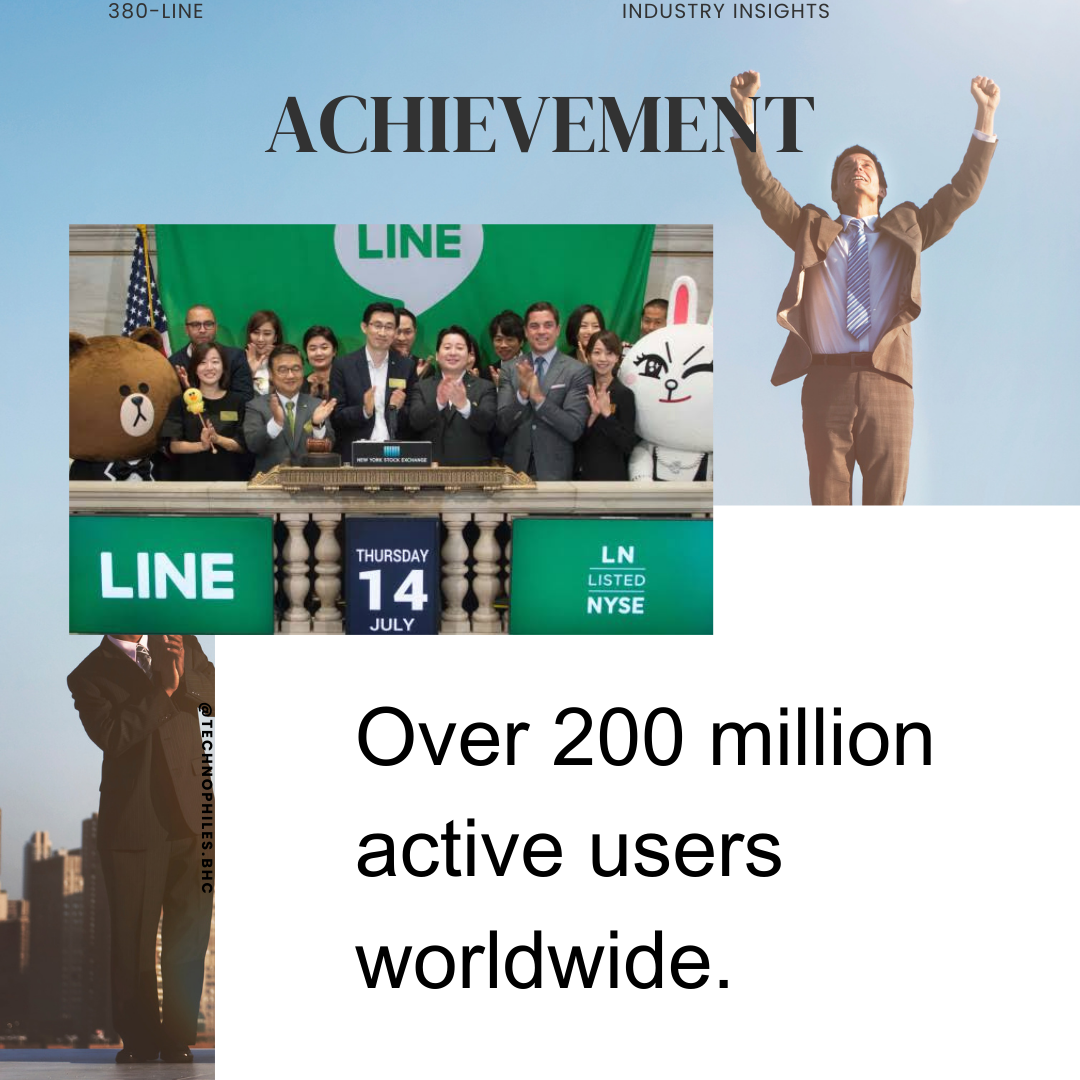 380-LINE
INDUSTRY INSIGHTS
ACHIEVEMENT
LINE
NEW YORK STOCK EXCHANGE
LINE
THURSDAY
14
JULY
LN
LISTED
NYSE
@TECHNOPHILES.BHC
Over 200 million
active users
worldwide.